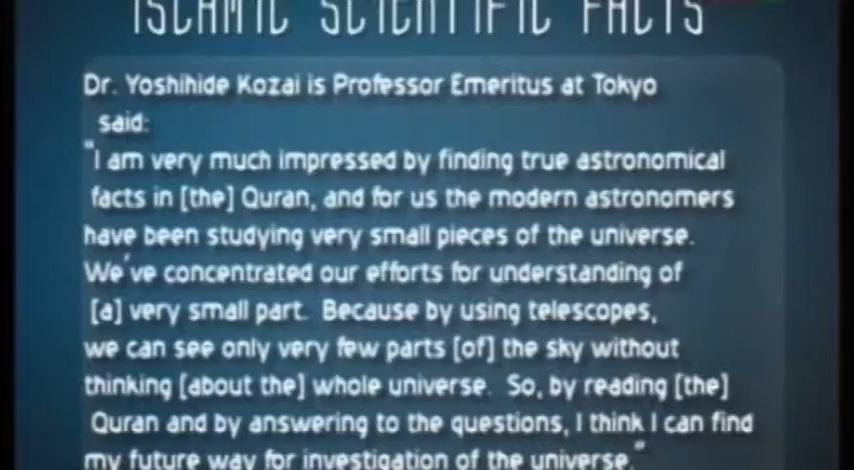 ISLAMIC SCIENTIFIC FACTS
Dr. Yoshihide Kozai is Professor Emeritus at Tokyo
said:
"I am very much impressed by finding true astronomical
facts in [the] Quran, and for us the modern astronomers
have been studying very small pieces of the universe.
We've concentrated our efforts for understanding of
[a] very small part. Because by using telescopes,
we can see only very few parts [of] the sky without
thinking [about the] whole universe. So, by reading [the]
Quran and by answering to the questions, I think I can find
my future way for investigation of the universe."